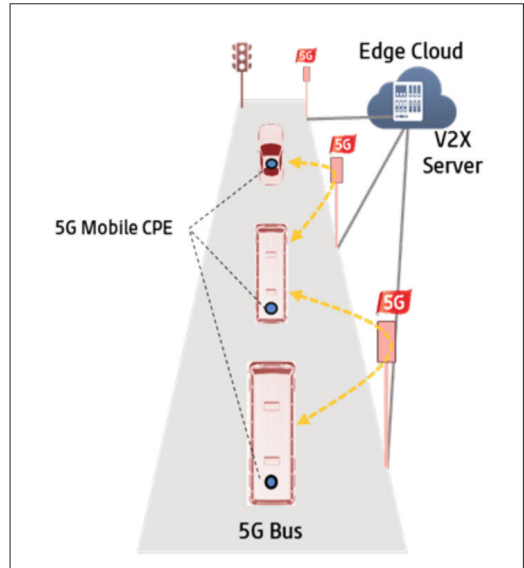 5G
Edge Cloud
V2X
Server
5G
5G Mobile CPE
5G
5G Bus